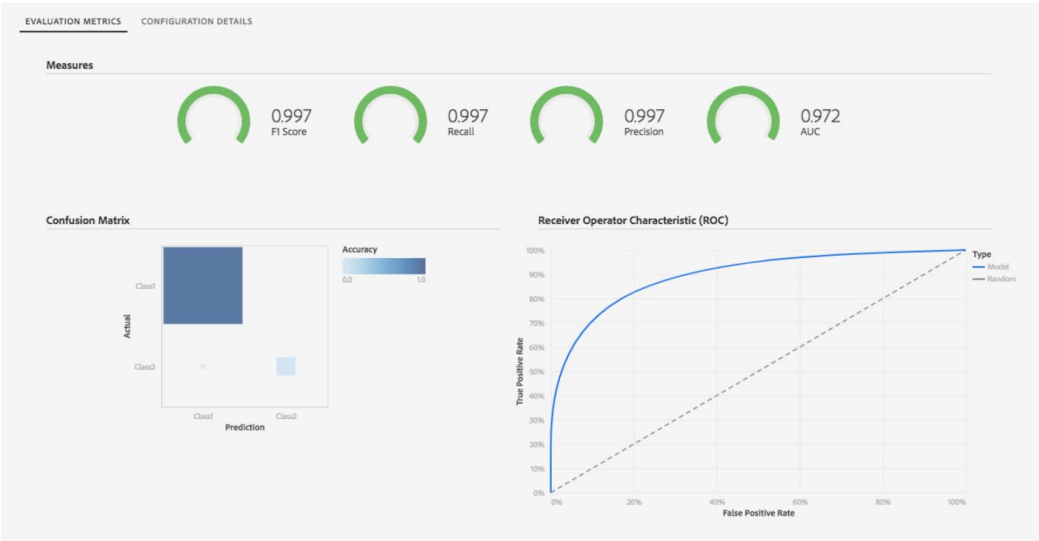 EVALUATION METRICS CONFIGURATION DETAILS
Measures
0.997
F1 Score
0.997
Recall
0.997
Precision
0.972
AUC
Confusion Matrix
Accuracy
0.0 1.0
Actual
Class1
Class2
Class1 Class2
Prediction
Receiver Operator Characteristic (ROC)
True Positive Rate
100%
90%
80%
70%
60%
50%
40%
30%
20%
10%
0%
0% 20% 40% 60% 80% 100%
False Positive Rate
Type
Model
Random